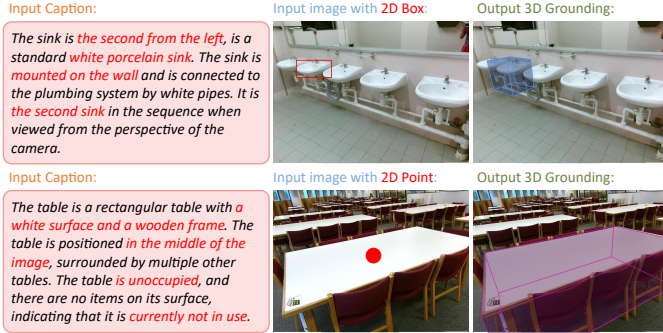 Input Caption:
Input image with 2D Box:
Output 3D Grounding:
The sink is the second from the left, is a
standard white porcelain sink. The sink is
mounted on the wall and is connected to
the plumbing system by white pipes. It is
the second sink in the sequence when
viewed from the perspective of the
camera.
Input Caption:
Input image with 2D Point:
Output 3D Grounding:
The table is a rectangular table with a
white surface and a wooden frame. The
table is positioned in the middle of the
image, surrounded by multiple other
tables. The table is unoccupied, and
there are no items on its surface,
indicating that it is currently not in use.